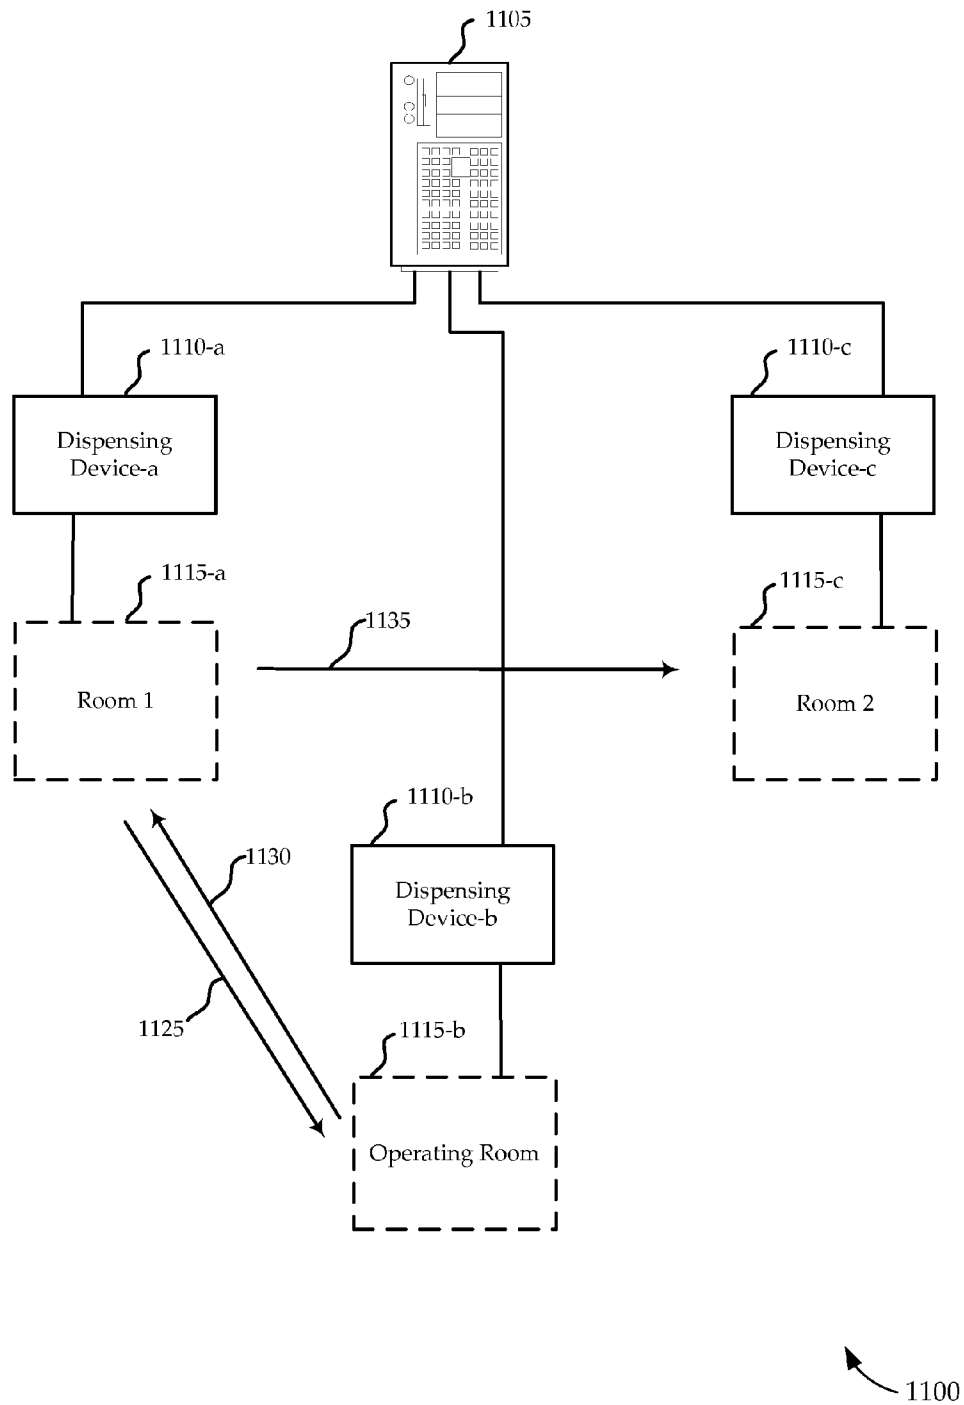 1105
1110-a
1110-c
Dispensing
Device-a
Dispensing
Device-c
1115-a
1115-c
1135
Room 1
Room 2
1110-b
1130
Dispensing
Device-b
1125
1115-b
Operating Room
1100